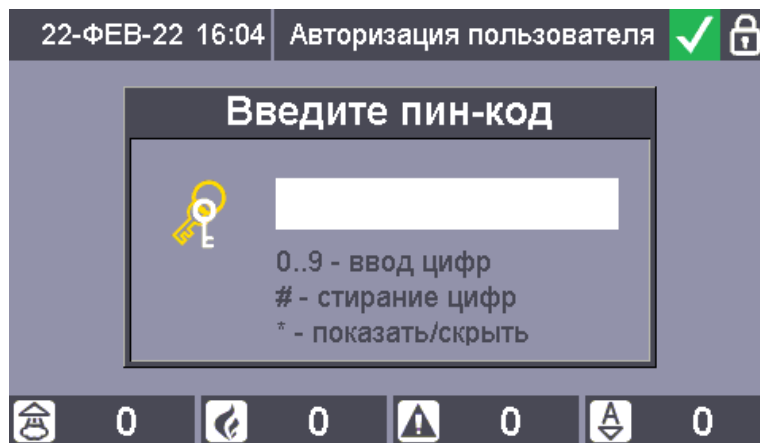 22-ФЕВ-22 16:04 Авторизация пользователя
Введите пин-код
0..9 - ввод цифр
# - стирание цифр
* - показать/скрыть
0 0 0 A 0